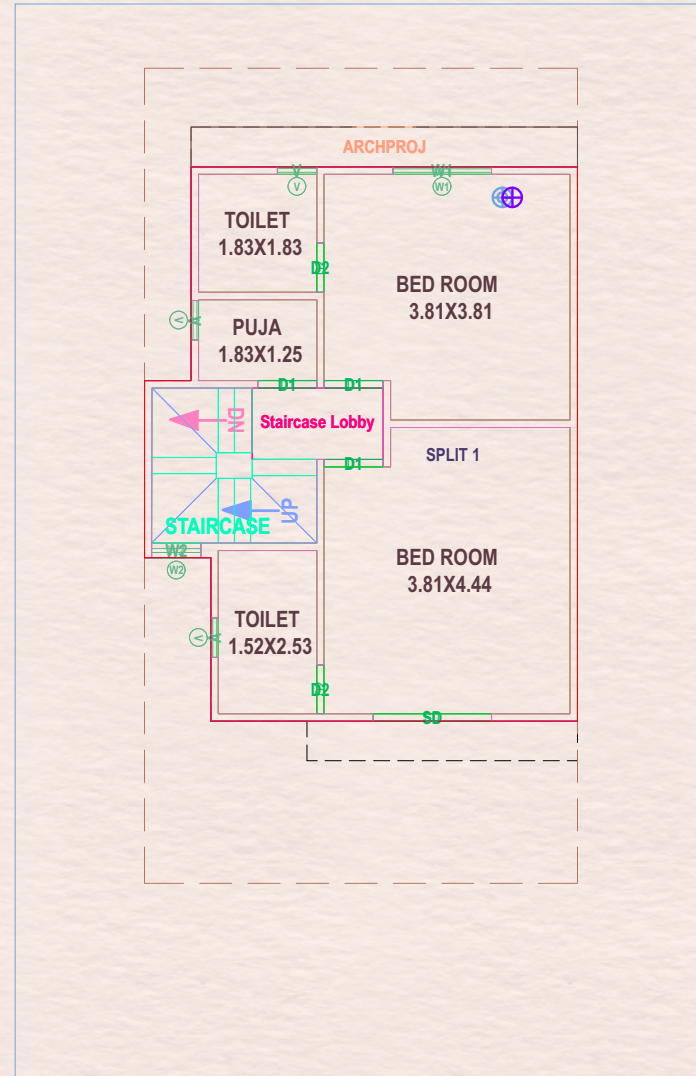 ARCHPROJ
V
W1
V
W1
TOILET
1.83X1.83
D2
BED ROOM
3.81X3.81
V
V
PUJA
1.83X1.25
D1
D1
DN
Staircase Lobby
D1
SPLIT 1
UP
STAIRCASE
W2
W2
BED ROOM
3.81X4.44
TOILET
1.52X2.53
V
V
D2
SD